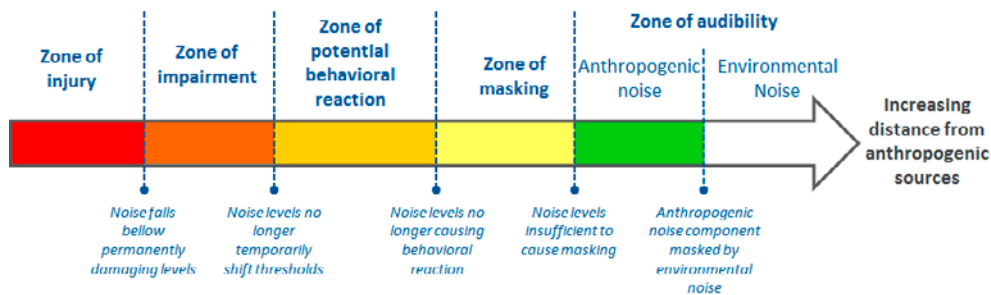 Zone of
injury
Zone of
impairment
Zone of
potential
behavioral
reaction
Zone of
masking
Zone of audibility
Anthropogenic
noise
Environmental
Noise
Increasing
distance from
anthropogenic
sources
Noise falls
bellow
permanently
damaging levels
Noise levels no
longer
temporarily
shift thresholds
Noise levels no
longer causing
behavioral
reaction
Noise levels
insufficient to
cause masking
Anthropogenic
noise component
masked by
environmental
noise